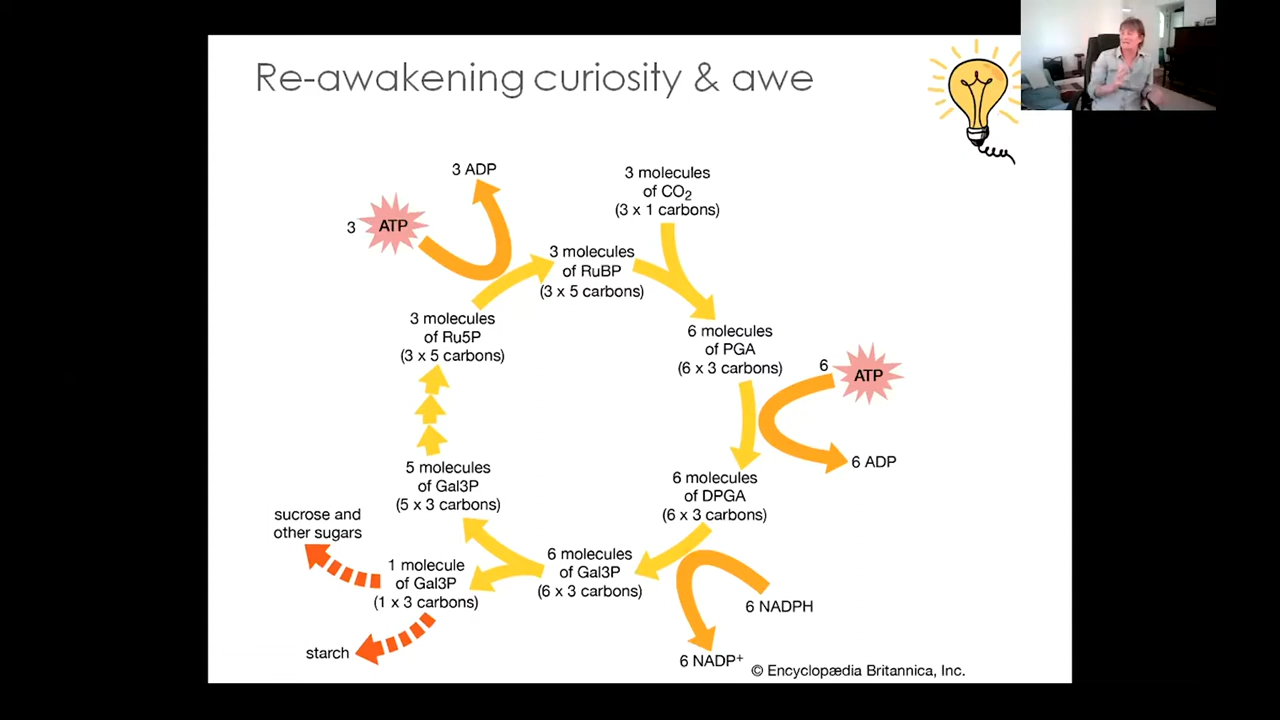 Re-awakening curiosity & awe
3 ADP
3 molecules
of CO₂
(3 x 1 carbons)
3 ATP
3 molecules
of RuBP
(3 x 5 carbons)
3 molecules
of Ru5P
(3 x 5 carbons)
6 molecules
of PGA
(6 x 3 carbons)
6 ATP
6 ADP
5 molecules
of Gal3P
(5 x 3 carbons)
6 molecules
of DPGA
(6 x 3 carbons)
sucrose and
other sugars
1 molecule
of Gal3P
(1 x 3 carbons)
6 molecules
of Gal3P
(6 x 3 carbons)
6 NADPH
starch
6 NADP⁺
© Encyclopædia Britannica, Inc.